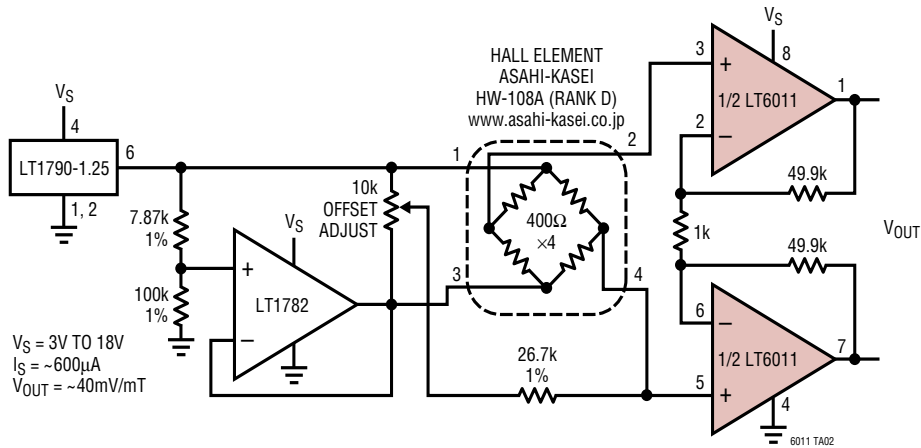 VS
4
LT1790-1.25
6
1, 2
7.87k
1%
100k
1%
VS = 3V TO 18V
IS = ~600μA
VOUT = ~40mV/mT
VS
+
LT1782
−
10k
OFFSET
ADJUST
HALL ELEMENT
ASAHI-KASEI
HW-108A (RANK D)
www.asahi-kasei.co.jp
1
2
400Ω
×4
3
4
26.7k
1%
VS
8
3
+
1/2 LT6011
1
2
−
49.9k
1k
VOUT
49.9k
6
−
1/2 LT6011
7
5
+
4
6011 TA02